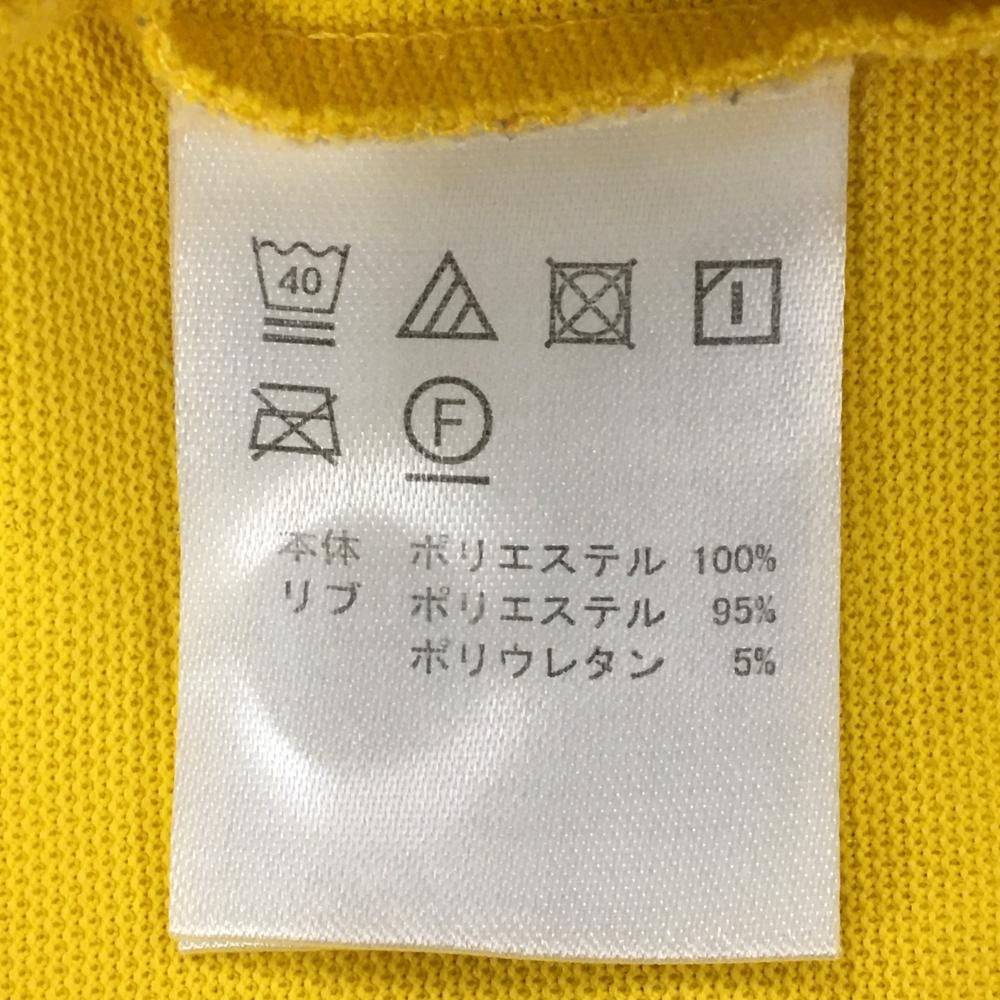 40
F
本体 ポリエステル 100%
リブ ポリエステル 95%
ポリウレタン 5%